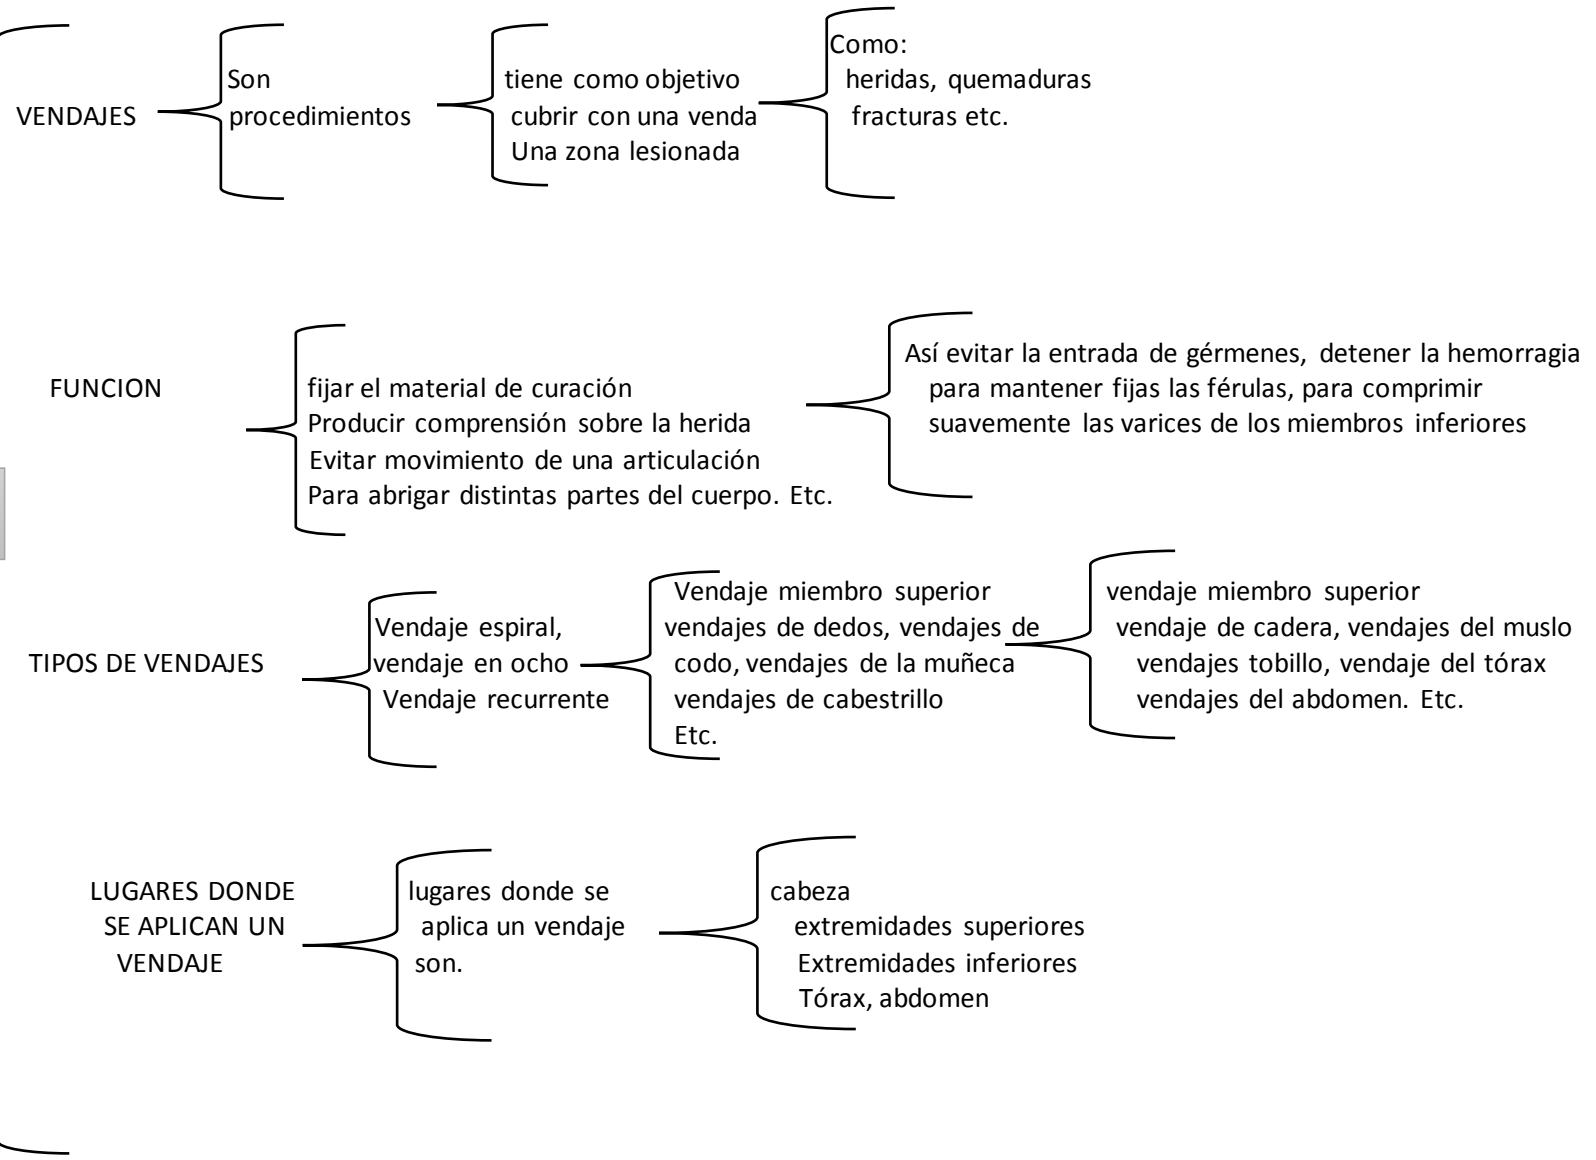 VENDAJES
Son
procedimientos
tiene como objetivo
cubrir con una venda
Una zona lesionada
Como:
heridas, quemaduras
fracturas etc.
FUNCION
fijar el material de curación
Producir comprensión sobre la herida
Evitar movimiento de una articulación
Para abrigar distintas partes del cuerpo. Etc.
Así evitar la entrada de gérmenes, detener la hemorragia
para mantener fijas las férulas, para comprimir
suavemente las varices de los miembros inferiores
TIPOS DE VENDAJES
Vendaje espiral,
vendaje en ocho
Vendaje recurrente
Vendaje miembro superior
vendajes de dedos, vendajes de
codo, vendajes de la muñeca
vendajes de cabestrillo
Etc.
vendaje miembro superior
vendaje de cadera, vendajes del muslo
vendajes tobillo, vendaje del tórax
vendajes del abdomen. Etc.
LUGARES DONDE
SE APLICAN UN
VENDAJE
lugares donde se
aplica un vendaje
son.
cabeza
extremidades superiores
Extremidades inferiores
Tórax, abdomen